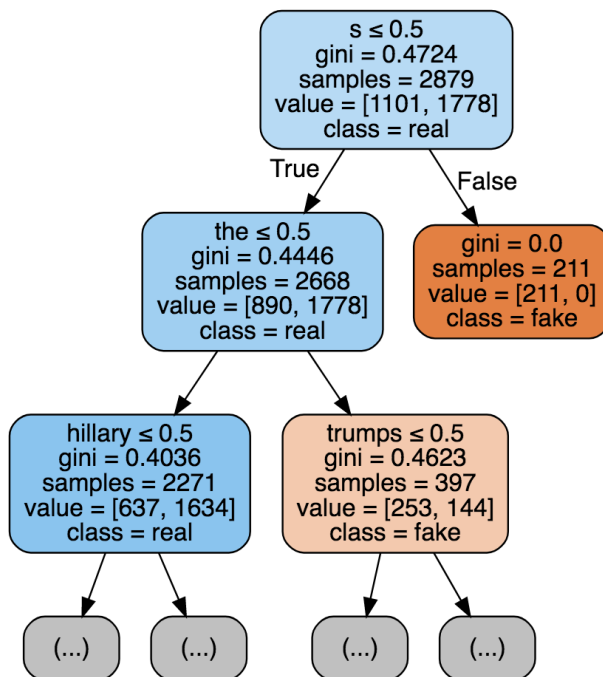 s ≤ 0.5
gini = 0.4724
samples = 2879
value = [1101, 1778]
class = real
True
False
the ≤ 0.5
gini = 0.4446
samples = 2668
value = [890, 1778]
class = real
gini = 0.0
samples = 211
value = [211, 0]
class = fake
hillary ≤ 0.5
gini = 0.4036
samples = 2271
value = [637, 1634]
class = real
trumps ≤ 0.5
gini = 0.4623
samples = 397
value = [253, 144]
class = fake
(...)
(...)
(...)
(...)